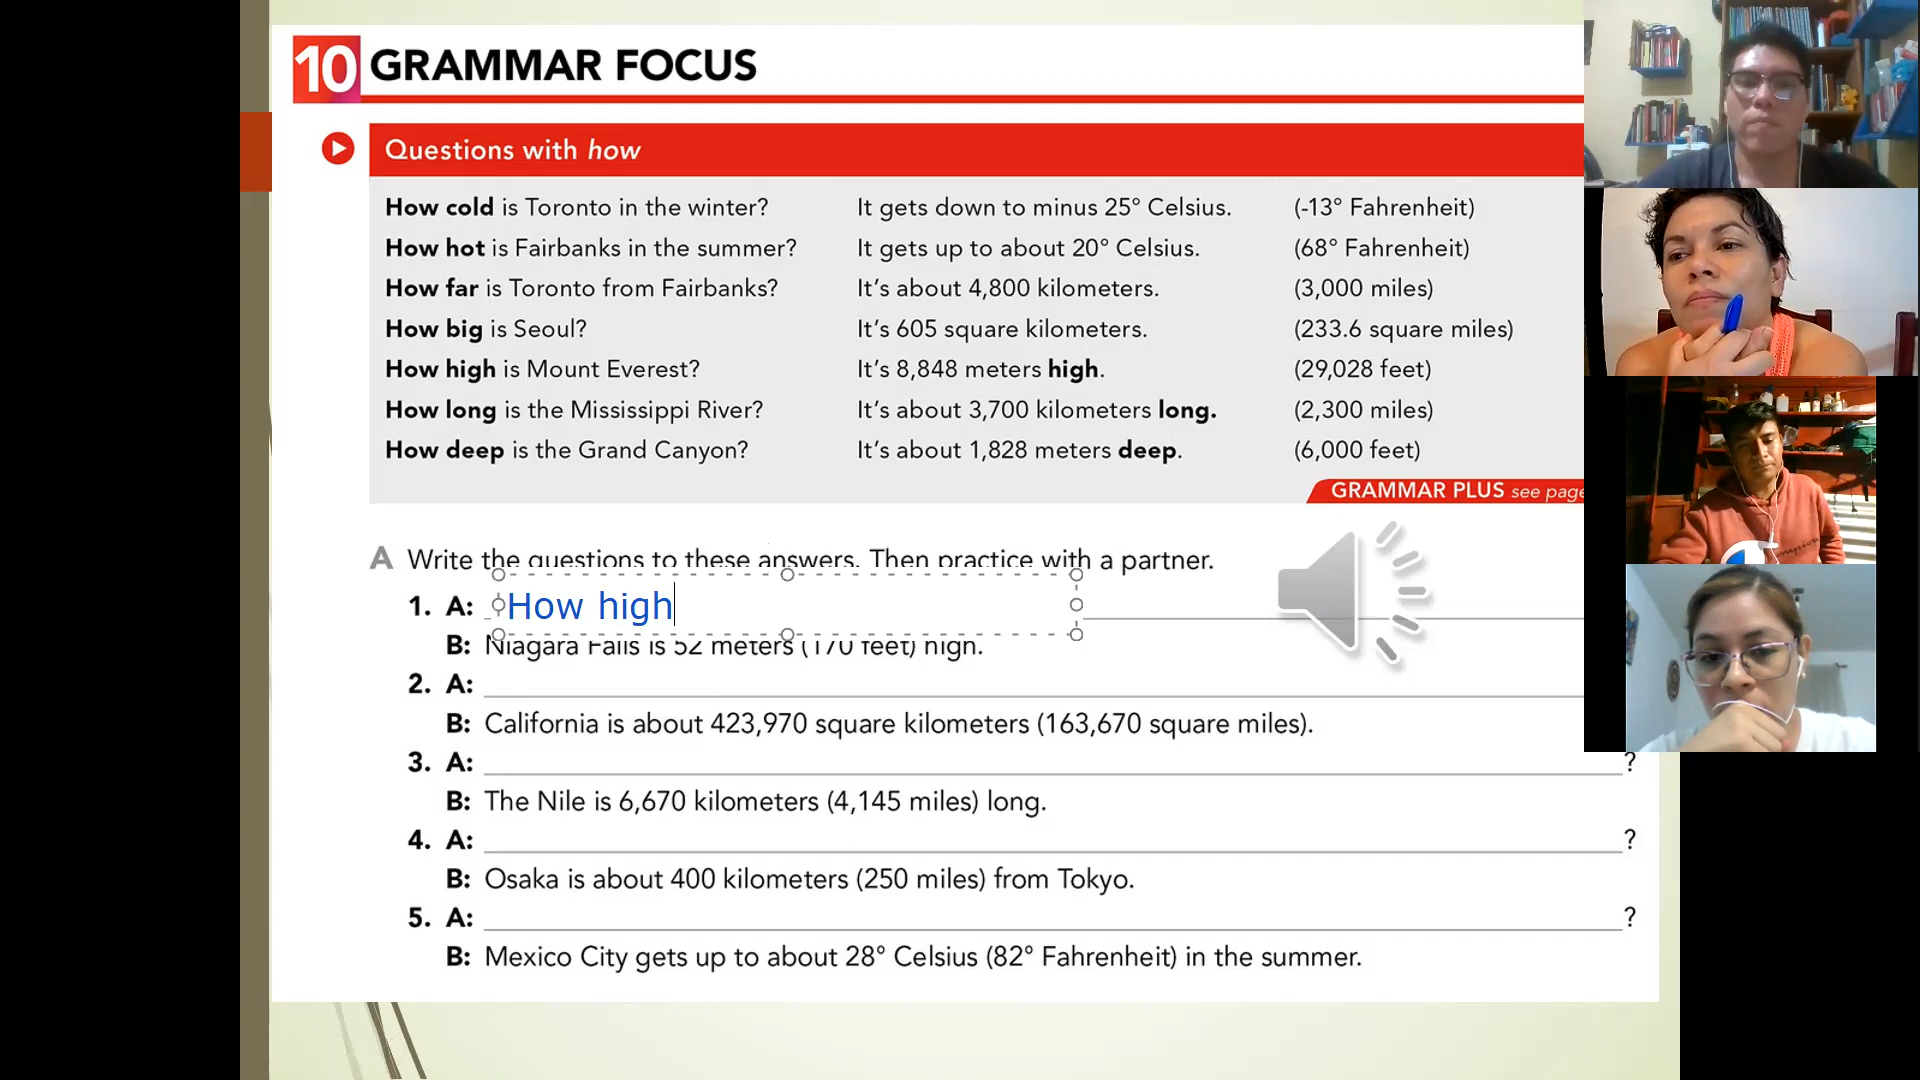 10 GRAMMAR FOCUS
Questions with how
How cold is Toronto in the winter? It gets down to minus 25° Celsius. (-13° Fahrenheit)
How hot is Fairbanks in the summer? It gets up to about 20° Celsius. (68° Fahrenheit)
How far is Toronto from Fairbanks? It's about 4,800 kilometers. (3,000 miles)
How big is Seoul? It's 605 square kilometers. (233.6 square miles)
How high is Mount Everest? It's 8,848 meters high. (29,028 feet)
How long is the Mississippi River? It's about 3,700 kilometers long. (2,300 miles)
How deep is the Grand Canyon? It's about 1,828 meters deep. (6,000 feet)
GRAMMAR PLUS see page
A Write the questions to these answers. Then practice with a partner.
1. A: How high
B: Niagara Falls is 52 meters (170 feet) high.
2. A:
B: California is about 423,970 square kilometers (163,670 square miles).
3. A: ?
B: The Nile is 6,670 kilometers (4,145 miles) long.
4. A: ?
B: Osaka is about 400 kilometers (250 miles) from Tokyo.
5. A: ?
B: Mexico City gets up to about 28° Celsius (82° Fahrenheit) in the summer.